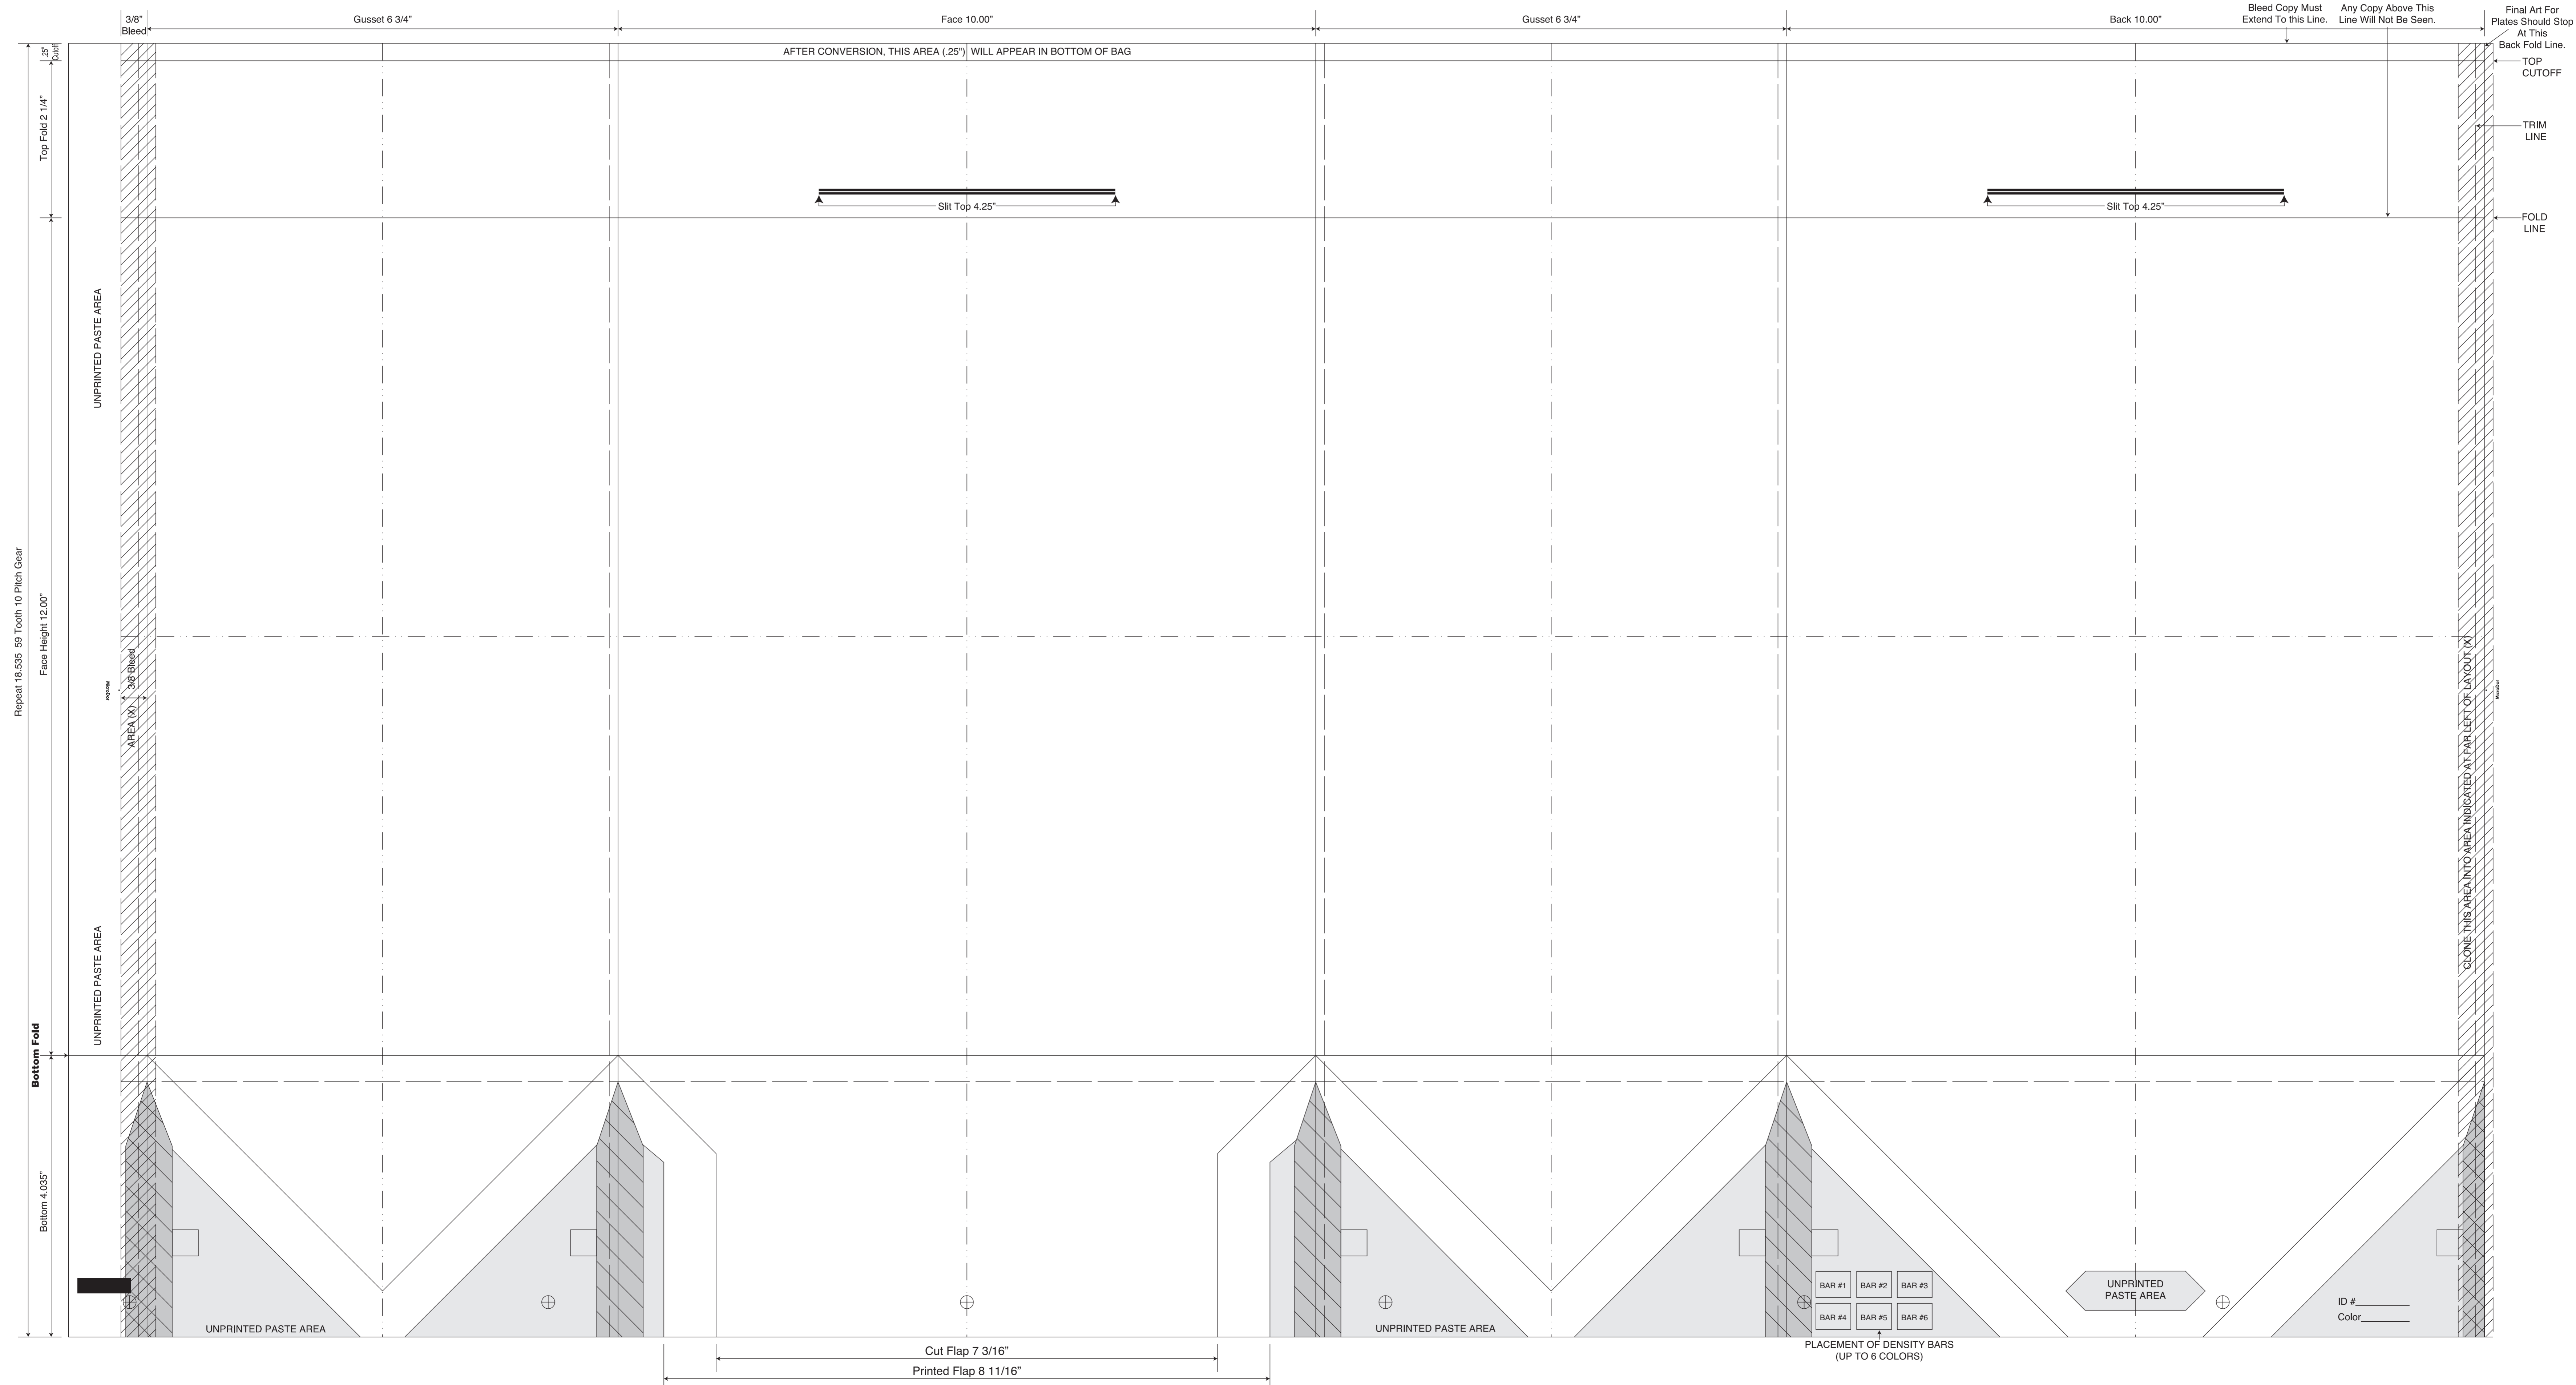 3/8"
Bleed
Gusset 6 3/4"
Face 10.00"
Gusset 6 3/4"
Back 10.00"
Bleed Copy Must
Extend To this Line.
Any Copy Above This
Line Will Not Be Seen.
Final Art For
Plates Should Stop
At This
Back Fold Line.
.25"
Cutoff
AFTER CONVERSION, THIS AREA (.25") WILL APPEAR IN BOTTOM OF BAG
TOP
CUTOFF
Top Fold 2 1/4"
TRIM
LINE
Slit Top 4.25"
Slit Top 4.25"
FOLD
LINE
UNPRINTED PASTE AREA
Repeat 18.535 59 Tooth 10 Pitch Gear
Face Height 12.00"
3/8 Bleed
AREA (X)
MicroDot
CLONE THIS AREA INTO AREA INDICATED AT FAR LEFT OF LAYOUT (X)
MicroDot
UNPRINTED PASTE AREA
Bottom Fold
Bottom 4.035"
UNPRINTED PASTE AREA
UNPRINTED PASTE AREA
BAR #1
BAR #2
BAR #3
BAR #4
BAR #5
BAR #6
PLACEMENT OF DENSITY BARS
(UP TO 6 COLORS)
UNPRINTED
PASTE AREA
ID #
Color
Cut Flap 7 3/16"
Printed Flap 8 11/16"